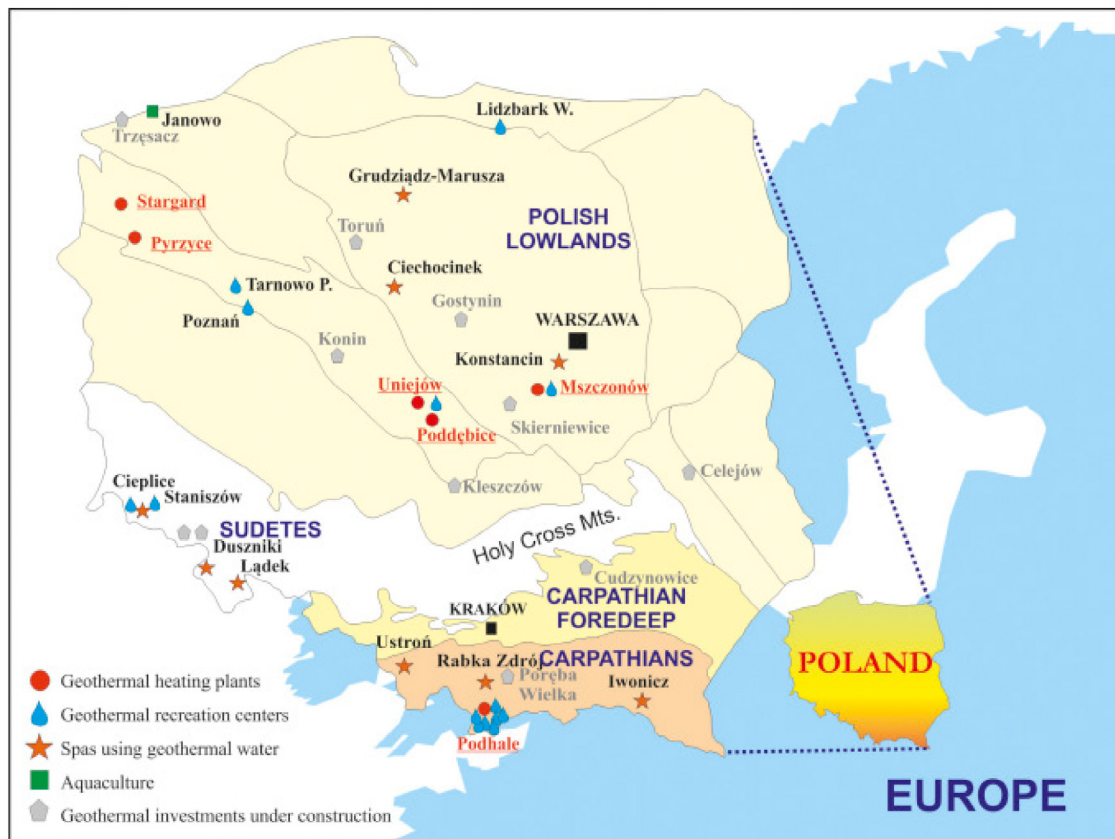 Lidzbark W.
Janowo
Trzęsacz
Grudziądz-Marusza
Stargard
POLISH
LOWLANDS
Toruń
Pyrzyce
Ciechocinek
Tarnowo P.
Gostynin
Poznań
WARSZAWA
Konin
Konstancin
Uniejów
Mszczonów
Skierniewice
Poddębice
Celejów
Cieplice
Kleszczów
Staniszów
Holy Cross Mts.
SUDETES
Duszniki
Lądek
Cudzynowice
CARPATHIAN
FOREDEEP
KRAKÓW
Ustroń
Rabka Zdrój
CARPATHIANS
Poręba
Wielka
Iwonicz
POLAND
Podhale
Geothermal heating plants
Geothermal recreation centers
Spas using geothermal water
Aquaculture
Geothermal investments under construction
EUROPE